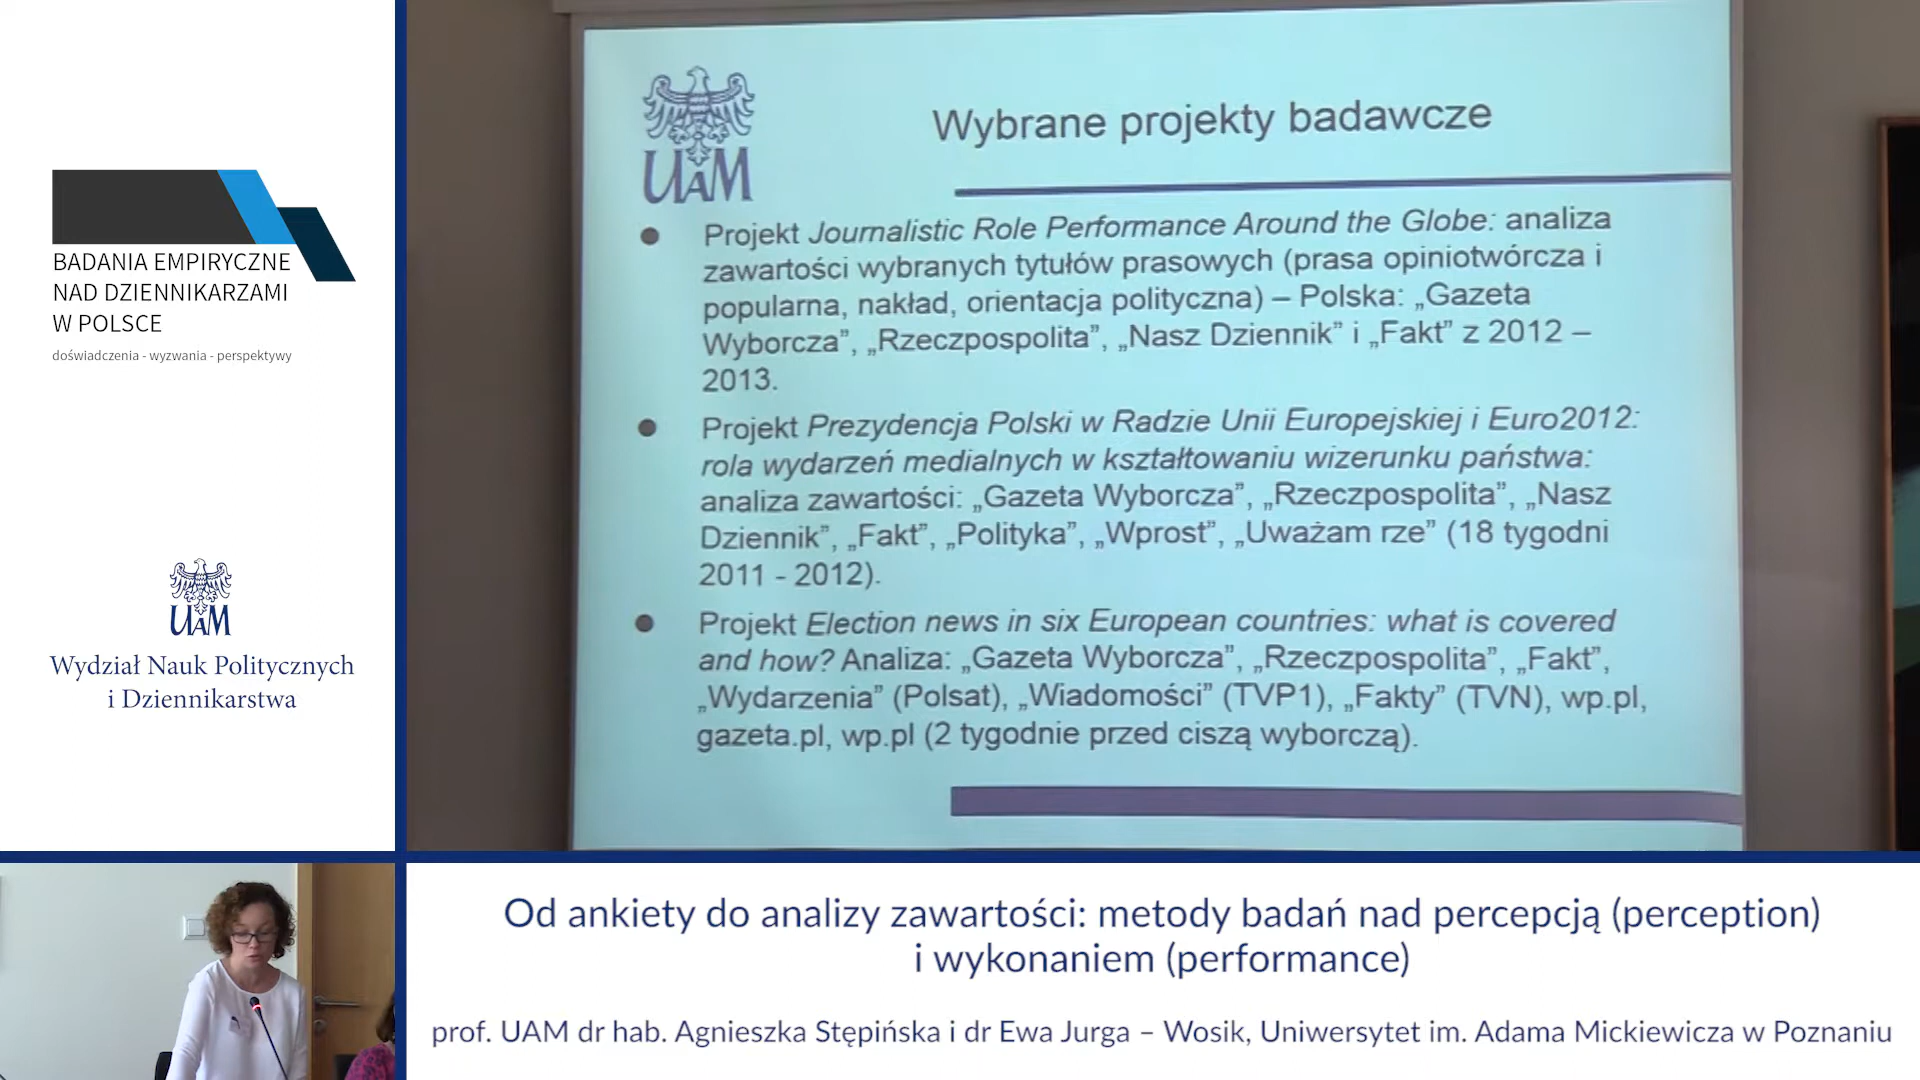 BADANIA EMPIRYCZNE
NAD DZIENNIKARZAMI
W POLSCE
doświadczenia - wyzwania - perspektywy
UAM
Wydział Nauk Politycznych
i Dziennikarstwa
UAM
Wybrane projekty badawcze
Projekt Journalistic Role Performance Around the Globe: analiza
zawartości wybranych tytułów prasowych (prasa opiniotwórcza i
popularna, nakład, orientacja polityczna) – Polska: „Gazeta
Wyborcza”, „Rzeczpospolita”, „Nasz Dziennik” i „Fakt” z 2012 –
2013.
Projekt Prezydencja Polski w Radzie Unii Europejskiej i Euro2012:
rola wydarzeń medialnych w kształtowaniu wizerunku państwa:
analiza zawartości: „Gazeta Wyborcza”, „Rzeczpospolita”, „Nasz
Dziennik”, „Fakt”, „Polityka”, „Wprost”, „Uważam rze” (18 tygodni
2011 - 2012).
Projekt Election news in six European countries: what is covered
and how? Analiza: „Gazeta Wyborcza”, „Rzeczpospolita”, „Fakt”,
„Wydarzenia” (Polsat), „Wiadomości” (TVP1), „Fakty” (TVN), wp.pl,
gazeta.pl, wp.pl (2 tygodnie przed ciszą wyborczą).
Od ankiety do analizy zawartości: metody badań nad percepcją (perception)
i wykonaniem (performance)
prof. UAM dr hab. Agnieszka Stępińska i dr Ewa Jurga – Wosik, Uniwersytet im. Adama Mickiewicza w Poznaniu